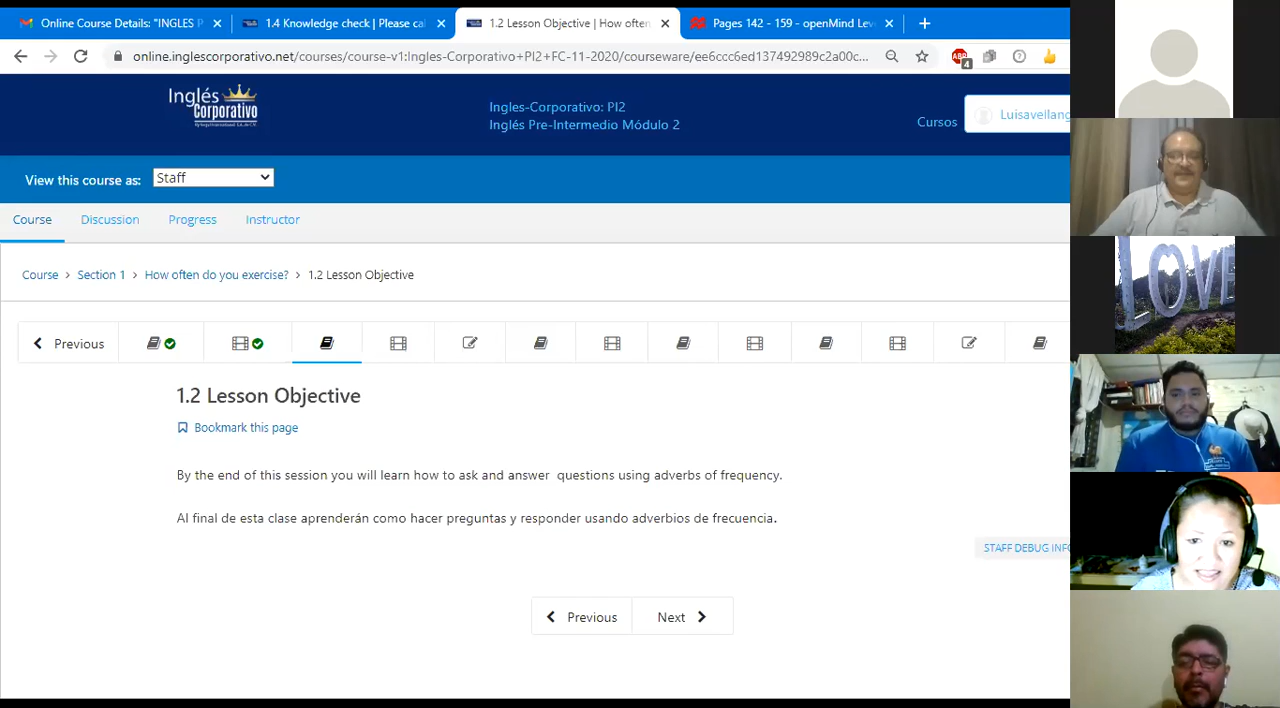 Online Course Details: "INGLES P
1.4 Knowledge check | Please ca
1.2 Lesson Objective | How often
Pages 142 - 159 - openMind Lev
online.inglescorporativo.net/courses/course-v1:Ingles-Corporativo+PI2+FC-11-2020/courseware/ee6ccc6ed137492989c2a00c...
4
Inglés
Corporativo
Ingles-Corporativo: PI2
Inglés Pre-Intermedio Módulo 2
Cursos
Luisavellang
View this course as:
Staff
Course
Discussion
Progress
Instructor
Course > Section 1 > How often do you exercise? > 1.2 Lesson Objective
Previous
1.2 Lesson Objective
Bookmark this page
By the end of this session you will learn how to ask and answer questions using adverbs of frequency.
Al final de esta clase aprenderán como hacer preguntas y responder usando adverbios de frecuencia.
STAFF DEBUG INFO
Previous
Next
LOVE